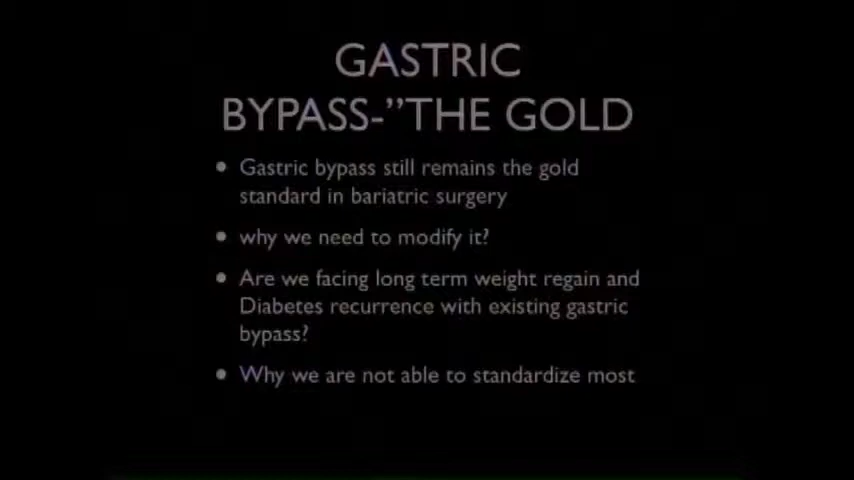 GASTRIC
BYPASS-”THE GOLD
• Gastric bypass still remains the gold
standard in bariatric surgery
• why we need to modify it?
• Are we facing long term weight regain and
Diabetes recurrence with existing gastric
bypass?
• Why we are not able to standardize most